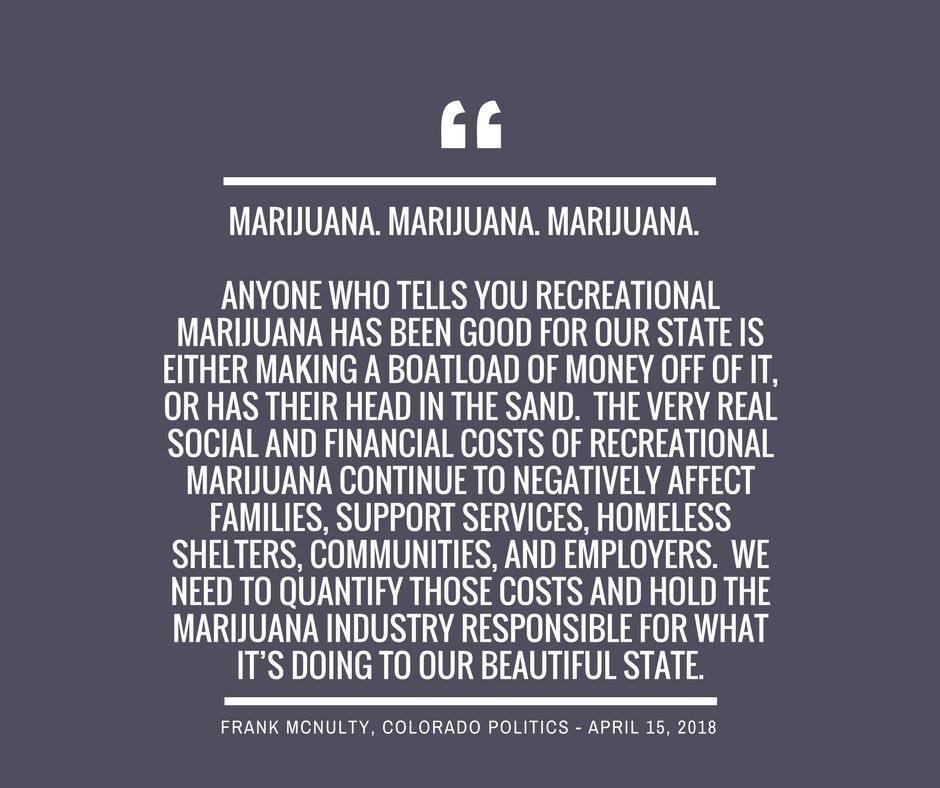 “
MARIJUANA. MARIJUANA. MARIJUANA.
ANYONE WHO TELLS YOU RECREATIONAL
MARIJUANA HAS BEEN GOOD FOR OUR STATE IS
EITHER MAKING A BOATLOAD OF MONEY OFF OF IT,
OR HAS THEIR HEAD IN THE SAND.  THE VERY REAL
SOCIAL AND FINANCIAL COSTS OF RECREATIONAL
MARIJUANA CONTINUE TO NEGATIVELY AFFECT
FAMILIES, SUPPORT SERVICES, HOMELESS
SHELTERS, COMMUNITIES, AND EMPLOYERS.  WE
NEED TO QUANTIFY THOSE COSTS AND HOLD THE
MARIJUANA INDUSTRY RESPONSIBLE FOR WHAT
IT’S DOING TO OUR BEAUTIFUL STATE.
FRANK MCNULTY, COLORADO POLITICS - APRIL 15, 2018